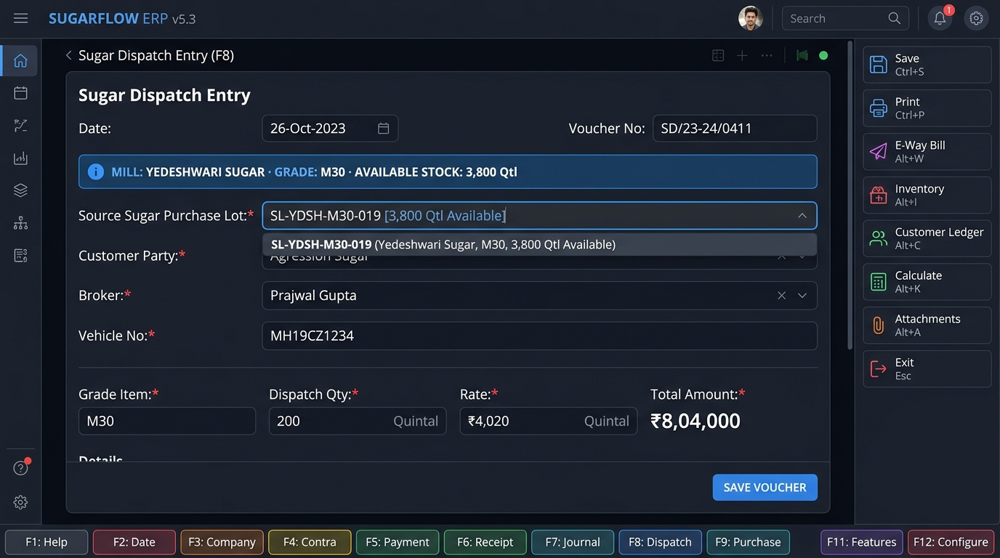 SUGARFLOW ERP v5.3
Search
1
Sugar Dispatch Entry (F8)
Sugar Dispatch Entry
Date:* 26-Oct-2023 Voucher No: SD/23-24/0411
MILL: YEDESHWARI SUGAR · GRADE: M30 · AVAILABLE STOCK: 3,800 Qtl
Source Sugar Purchase Lot:* SL-YDSH-M30-019 [3,800 Qtl Available]
SL-YDSH-M30-019 (Yedeshwari Sugar, M30, 3,800 Qtl Available)
Customer Party:* Agression Sugar
Broker:* Prajwal Gupta
Vehicle No:* MH19CZ1234
Grade Item:* Dispatch Qty:* Rate:* Total Amount:*
M30 200 Quintal ₹4,020 Quintal ₹8,04,000
Details
SAVE VOUCHER
Save
Ctrl+S
Print
Ctrl+P
E-Way Bill
Alt+W
Inventory
Alt+I
Customer Ledger
Alt+C
Calculate
Alt+K
Attachments
Alt+A
Exit
Esc
F1: Help F2: Date F3: Company F4: Contra F5: Payment F6: Receipt F7: Journal F8: Dispatch F9: Purchase F11: Features F12: Configure